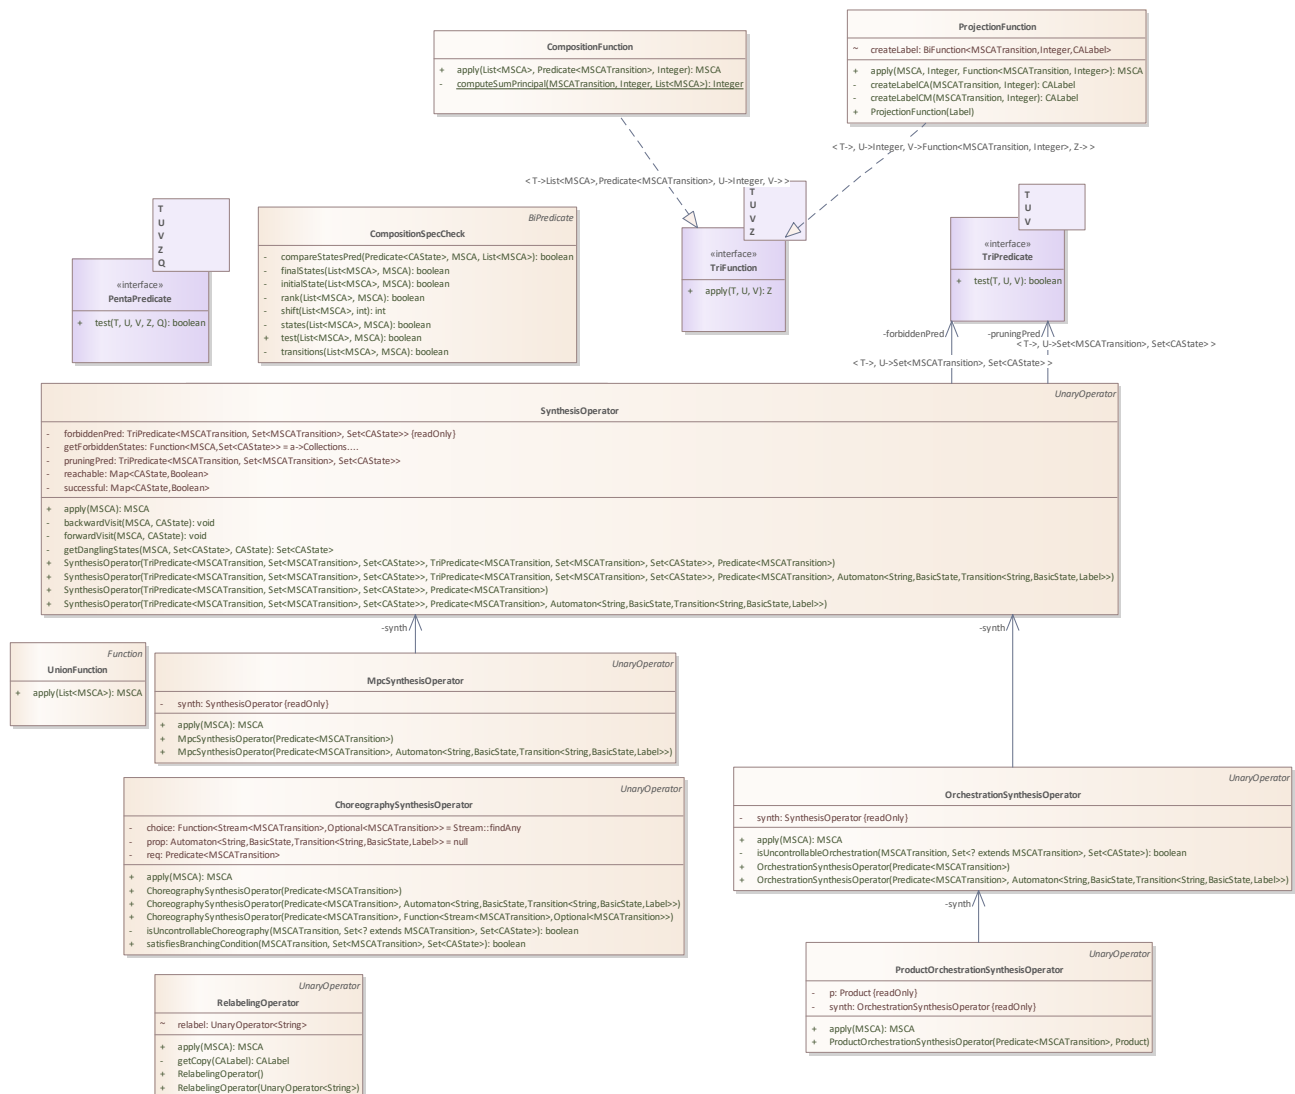 CompositionFunction
+ apply(List<MSCA>, Predicate<MSCATransition>, Integer): MSCA
- computeSumPrincipal(MSCATransition, Integer, List<MSCA>): Integer
ProjectionFunction
~ createLabel: BiFunction<MSCATransition,Integer,CALabel>
+ apply(MSCA, Integer, Function<MSCATransition, Integer>): MSCA
- createLabelCA(MSCATransition, Integer): CALabel
- createLabelCM(MSCATransition, Integer): CALabel
+ ProjectionFunction(Label)
< T->, U->Integer, V->Function<MSCATransition, Integer>, Z-> >
< T->List<MSCA>,Predicate<MSCATransition>, U->Integer, V-> >
T
U
V
Z
Q
«interface»
PentaPredicate
+ test(T, U, V, Z, Q): boolean
BiPredicate
CompositionSpecCheck
- compareStatesPred(Predicate<CAState>, MSCA, List<MSCA>): boolean
- finalStates(List<MSCA>, MSCA): boolean
- initialState(List<MSCA>, MSCA): boolean
- rank(List<MSCA>, MSCA): boolean
- shift(List<MSCA>, int): int
- states(List<MSCA>, MSCA): boolean
+ test(List<MSCA>, MSCA): boolean
- transitions(List<MSCA>, MSCA): boolean
T
U
V
Z
«interface»
TriFunction
+ apply(T, U, V): Z
T
U
V
«interface»
TriPredicate
+ test(T, U, V): boolean
-forbiddenPred
-pruningPred
< T->, U->Set<MSCATransition>, Set<CAState> >
< T->, U->Set<MSCATransition>, Set<CAState> >
UnaryOperator
SynthesisOperator
- forbiddenPred: TriPredicate<MSCATransition, Set<MSCATransition>, Set<CAState>> {readOnly}
- getForbiddenStates: Function<MSCA,Set<CAState>> = a->Collections....
- pruningPred: TriPredicate<MSCATransition, Set<MSCATransition>, Set<CAState>>
- reachable: Map<CAState,Boolean>
- successful: Map<CAState,Boolean>
+ apply(MSCA): MSCA
- backwardVisit(MSCA, CAState): void
- forwardVisit(MSCA, CAState): void
- getDanglingStates(MSCA, Set<CAState>, CAState): Set<CAState>
+ SynthesisOperator(TriPredicate<MSCATransition, Set<MSCATransition>, Set<CAState>>, TriPredicate<MSCATransition, Set<MSCATransition>, Set<CAState>>, Predicate<MSCATransition>)
+ SynthesisOperator(TriPredicate<MSCATransition, Set<MSCATransition>, Set<CAState>>, TriPredicate<MSCATransition, Set<MSCATransition>, Set<CAState>>, Predicate<MSCATransition>, Automaton<String,BasicState,Transition<String,BasicState,Label>>)
+ SynthesisOperator(TriPredicate<MSCATransition, Set<MSCATransition>, Set<CAState>>, Predicate<MSCATransition>)
+ SynthesisOperator(TriPredicate<MSCATransition, Set<MSCATransition>, Set<CAState>>, Predicate<MSCATransition>, Automaton<String,BasicState,Transition<String,BasicState,Label>>)
-synth
-synth
Function
UnionFunction
+ apply(List<MSCA>): MSCA
UnaryOperator
MpcSynthesisOperator
- synth: SynthesisOperator {readOnly}
+ apply(MSCA): MSCA
+ MpcSynthesisOperator(Predicate<MSCATransition>)
+ MpcSynthesisOperator(Predicate<MSCATransition>, Automaton<String,BasicState,Transition<String,BasicState,Label>>)
UnaryOperator
ChoreographySynthesisOperator
- choice: Function<Stream<MSCATransition>,Optional<MSCATransition>> = Stream::findAny
- prop: Automaton<String,BasicState,Transition<String,BasicState,Label>> = null
- req: Predicate<MSCATransition>
+ apply(MSCA): MSCA
+ ChoreographySynthesisOperator(Predicate<MSCATransition>)
+ ChoreographySynthesisOperator(Predicate<MSCATransition>, Automaton<String,BasicState,Transition<String,BasicState,Label>>)
+ ChoreographySynthesisOperator(Predicate<MSCATransition>, Function<Stream<MSCATransition>,Optional<MSCATransition>>)
- isUncontrollableChoreography(MSCATransition, Set<? extends MSCATransition>, Set<CAState>): boolean
+ satisfiesBranchingCondition(MSCATransition, Set<MSCATransition>, Set<CAState>): boolean
UnaryOperator
OrchestrationSynthesisOperator
- synth: SynthesisOperator {readOnly}
+ apply(MSCA): MSCA
- isUncontrollableOrchestration(MSCATransition, Set<? extends MSCATransition>, Set<CAState>): boolean
+ OrchestrationSynthesisOperator(Predicate<MSCATransition>)
+ OrchestrationSynthesisOperator(Predicate<MSCATransition>, Automaton<String,BasicState,Transition<String,BasicState,Label>>)
-synth
UnaryOperator
ProductOrchestrationSynthesisOperator
- p: Product {readOnly}
- synth: OrchestrationSynthesisOperator {readOnly}
+ apply(MSCA): MSCA
+ ProductOrchestrationSynthesisOperator(Predicate<MSCATransition>, Product)
UnaryOperator
RelabelingOperator
~ relabel: UnaryOperator<String>
+ apply(MSCA): MSCA
- getCopy(CALabel): CALabel
+ RelabelingOperator()
+ RelabelingOperator(UnaryOperator<String>)